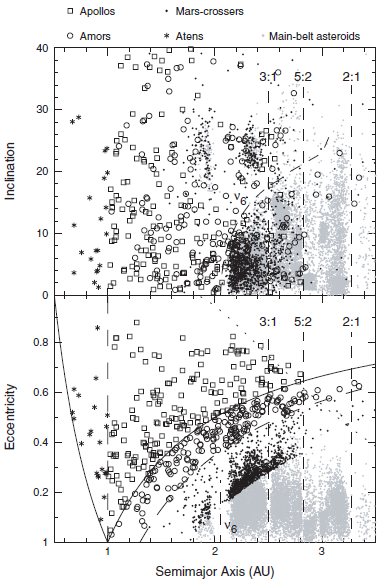 Apollos Mars-crossers
Amors Atens Main-belt asteroids
40
3:1 5:2 2:1
30
Inclination
20
ν6
10
0
3:1 5:2 2:1
0.8
Eccentricity
0.6
0.4
0.2
ν6
1
1 2 3
Semimajor Axis (AU)